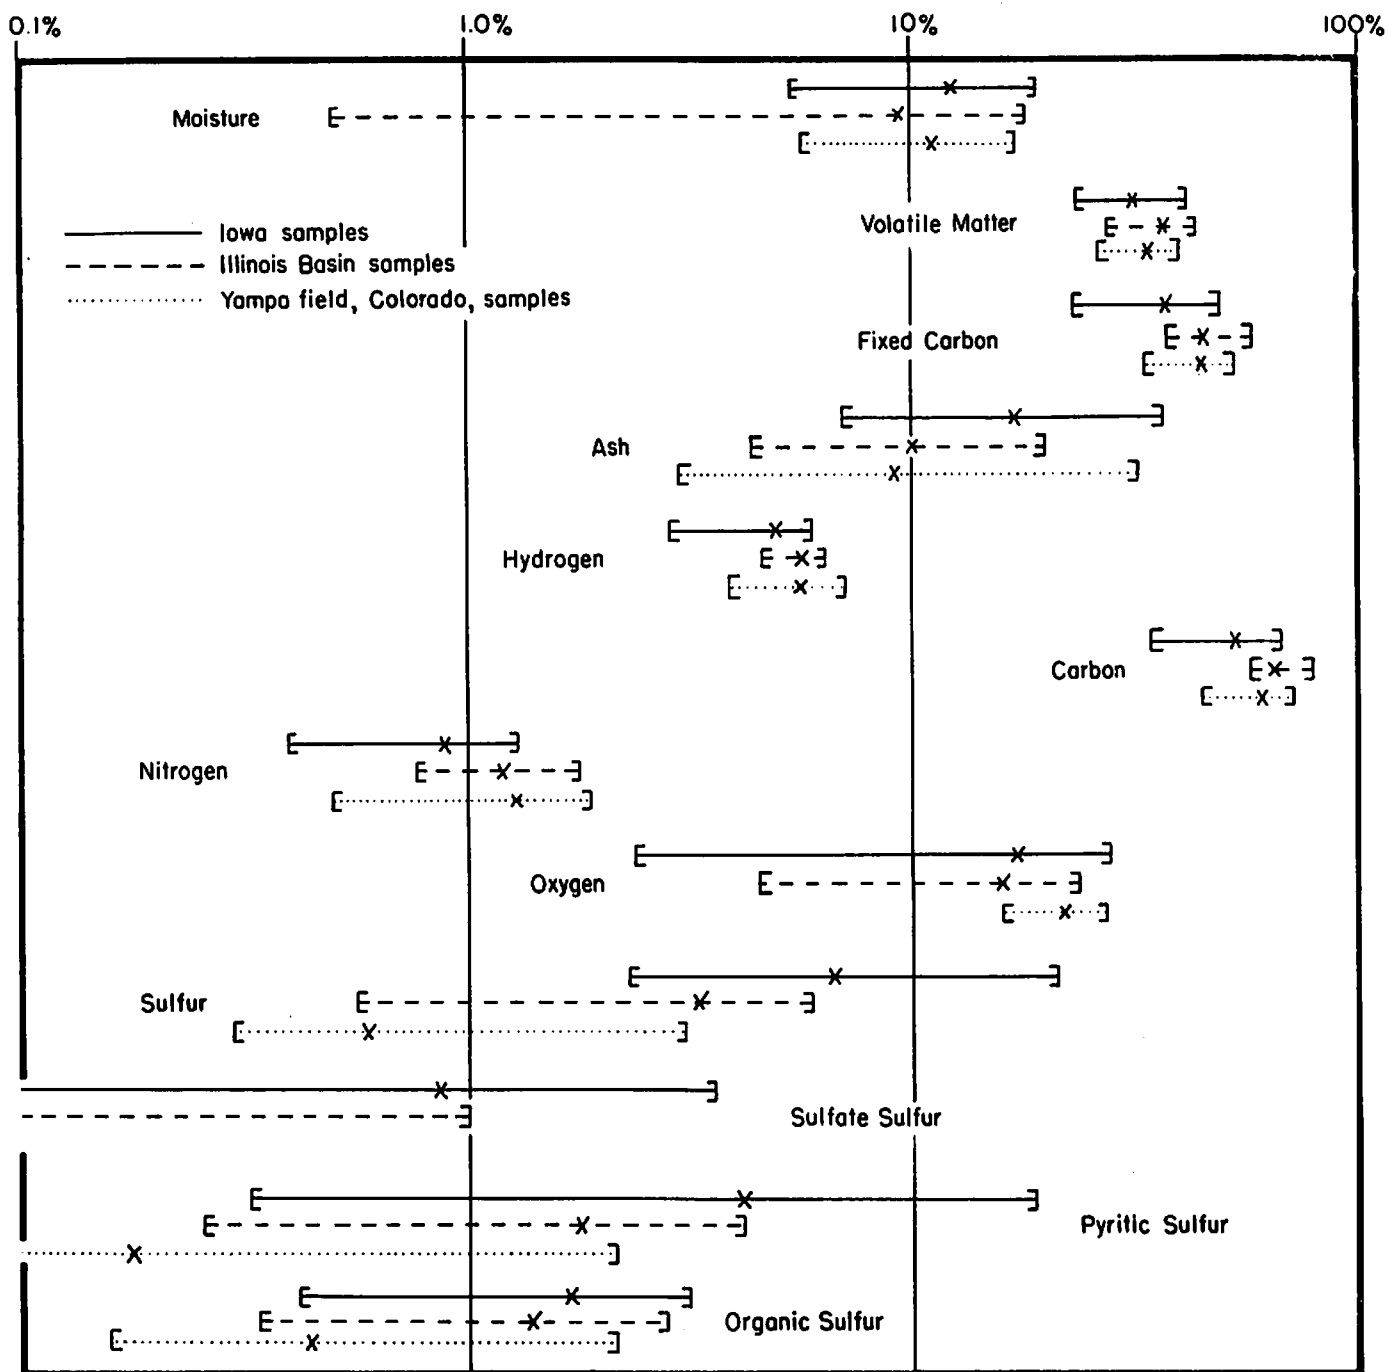 0.1% 1.0% 10% 100%
Moisture
Volatile Matter
Iowa samples
Illinois Basin samples
Yampa field, Colorado, samples
Fixed Carbon
Ash
Hydrogen
Carbon
Nitrogen
Oxygen
Sulfur
Sulfate Sulfur
Pyritic Sulfur
Organic Sulfur